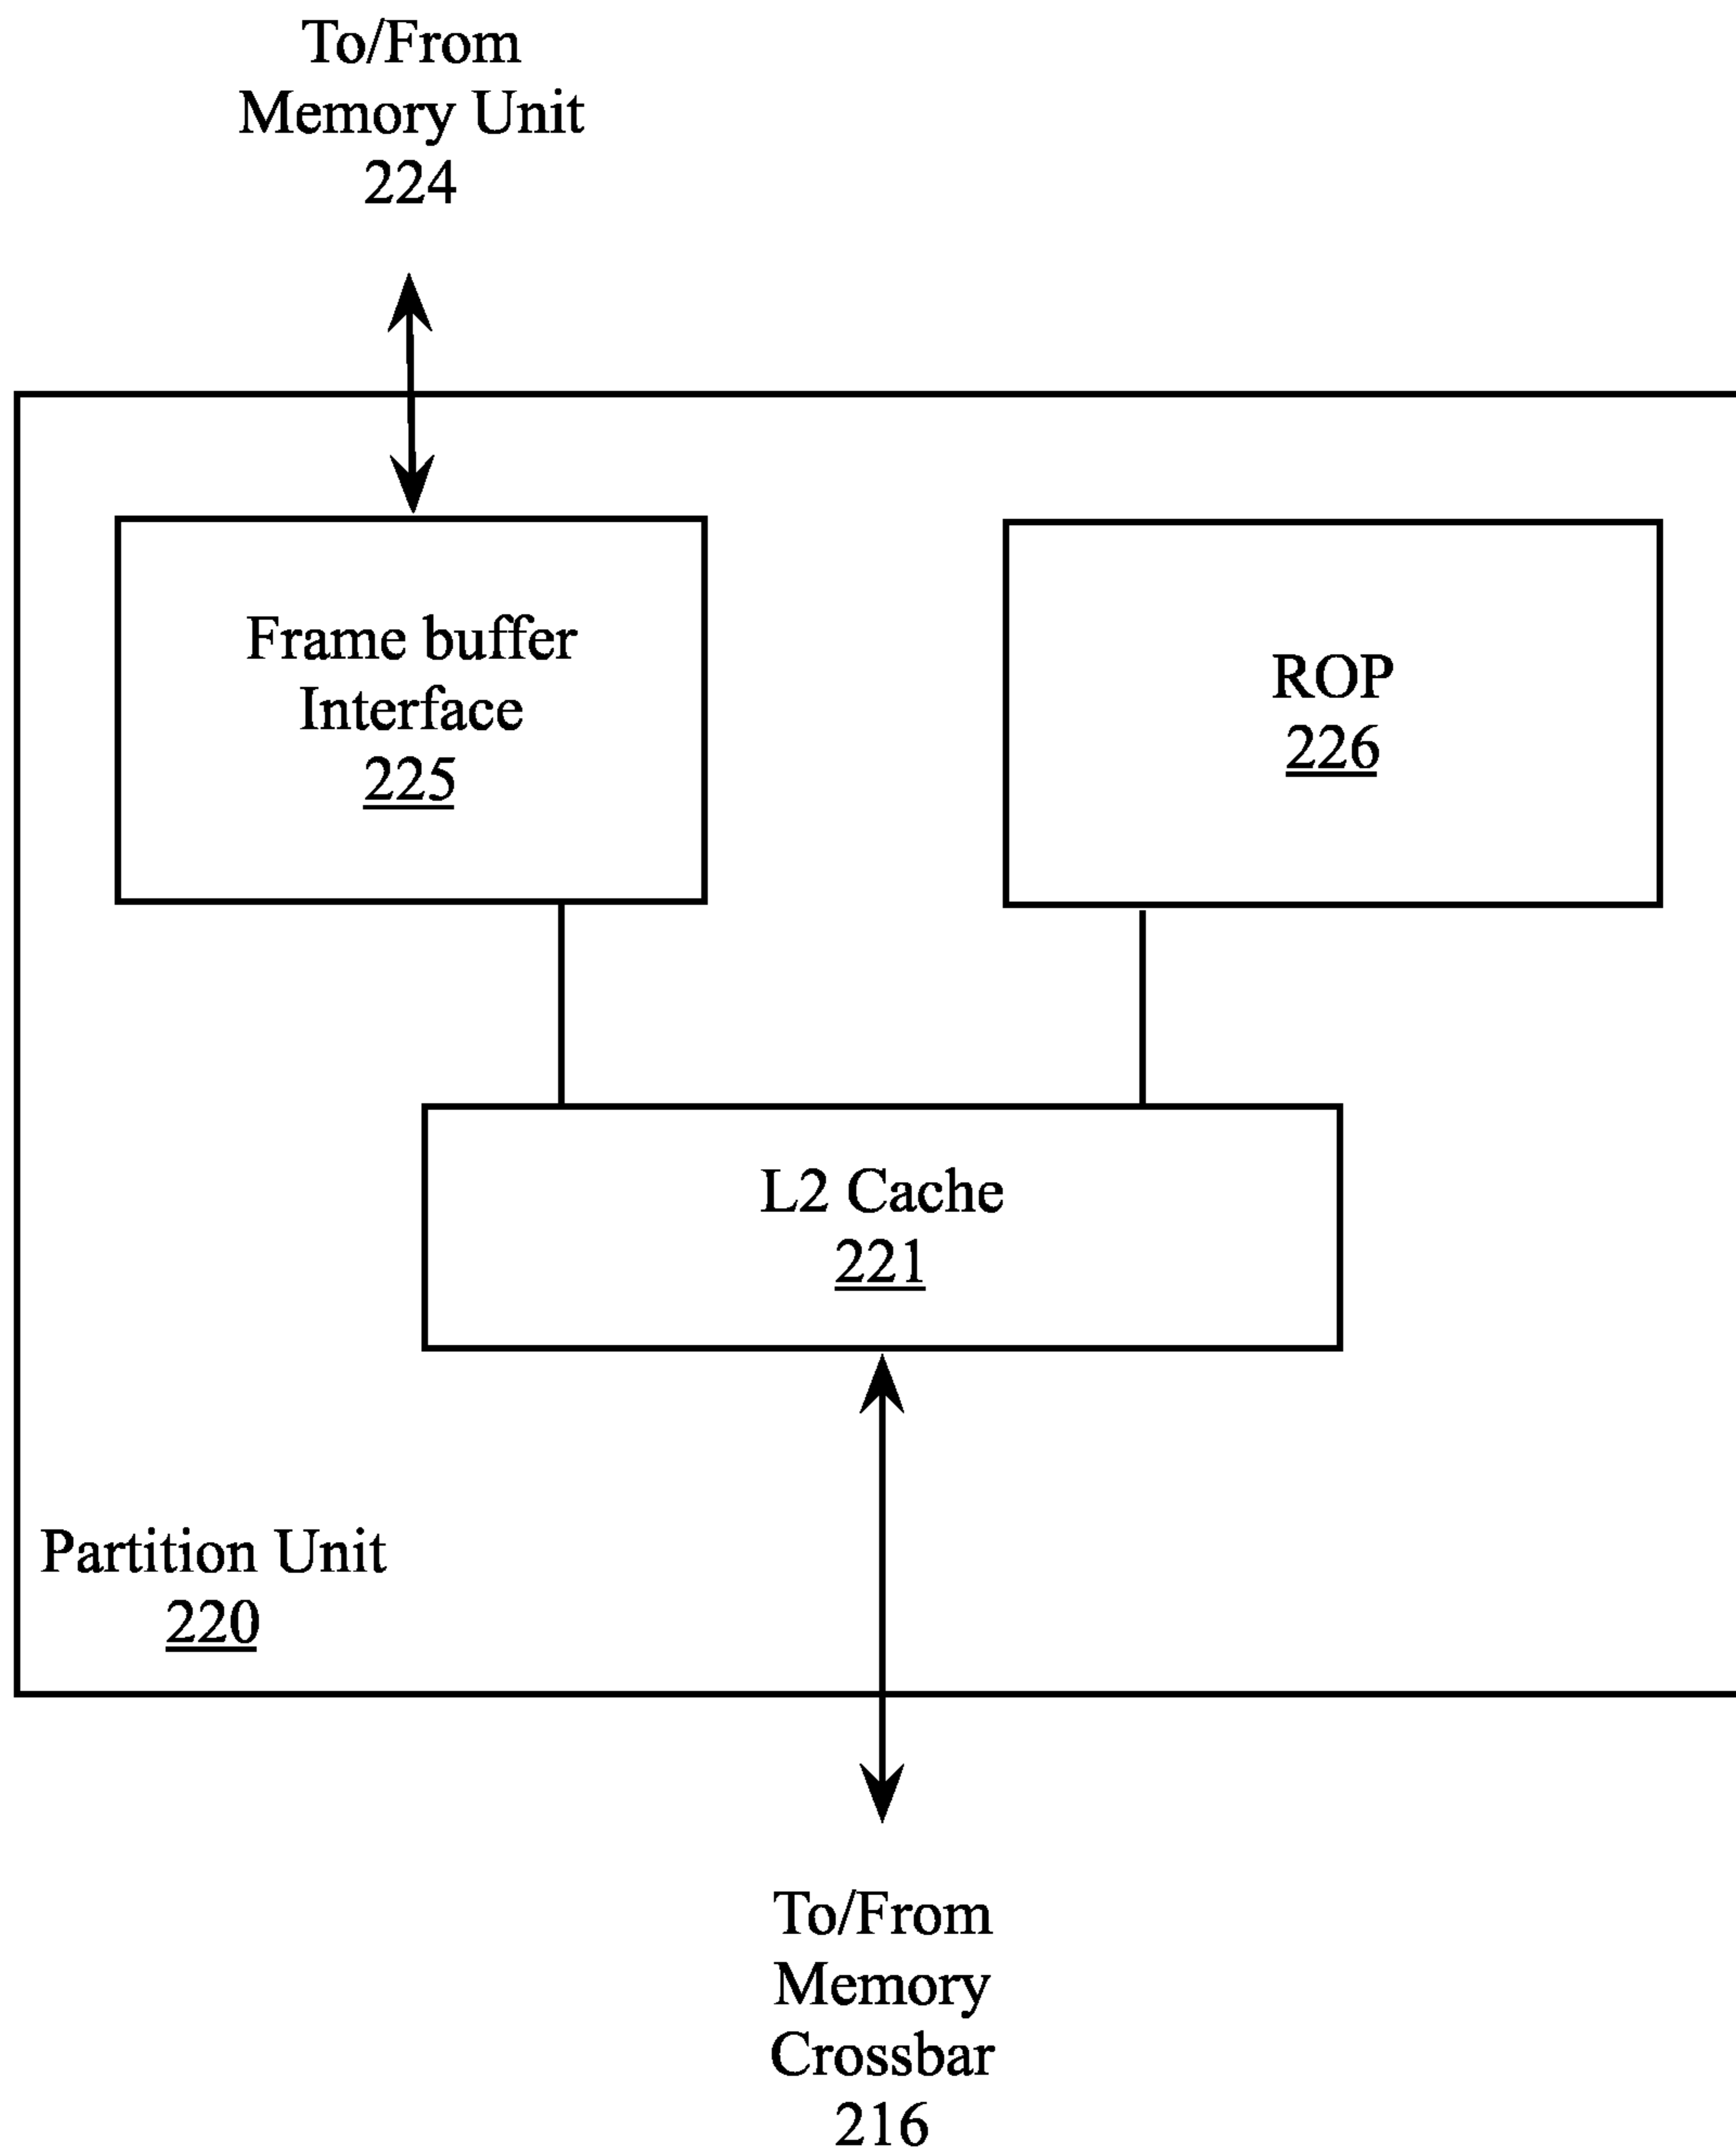 To/From
Memory Unit
224
Frame buffer
Interface
225
ROP
226
L2 Cache
221
Partition Unit
220
To/From
Memory
Crossbar
216